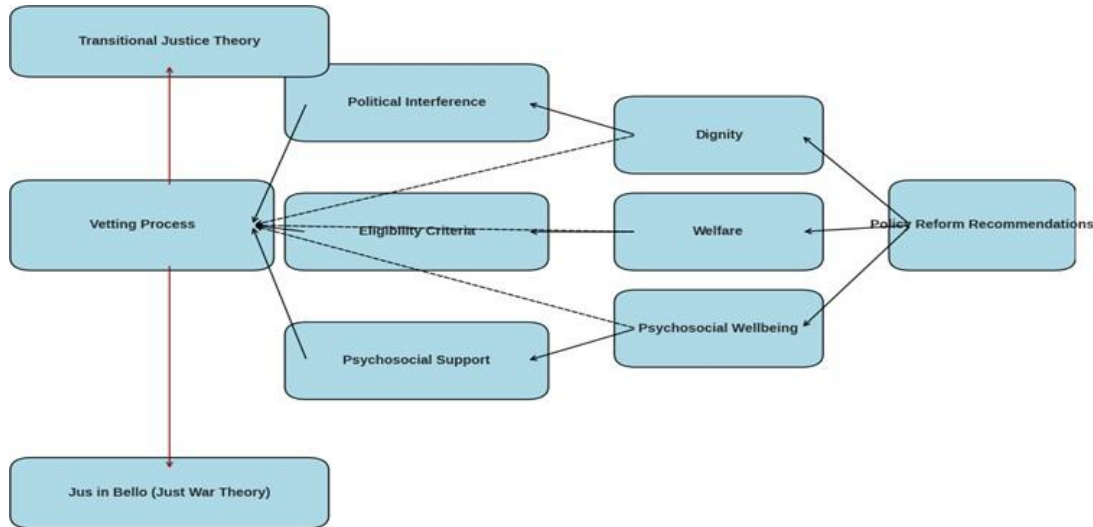 Transitional Justice Theory
Political Interference
Dignity
Vetting Process
Eligibility Criteria
Welfare
Policy Reform Recommendations
Psychosocial Support
Psychosocial Wellbeing
Jus in Bello (Just War Theory)